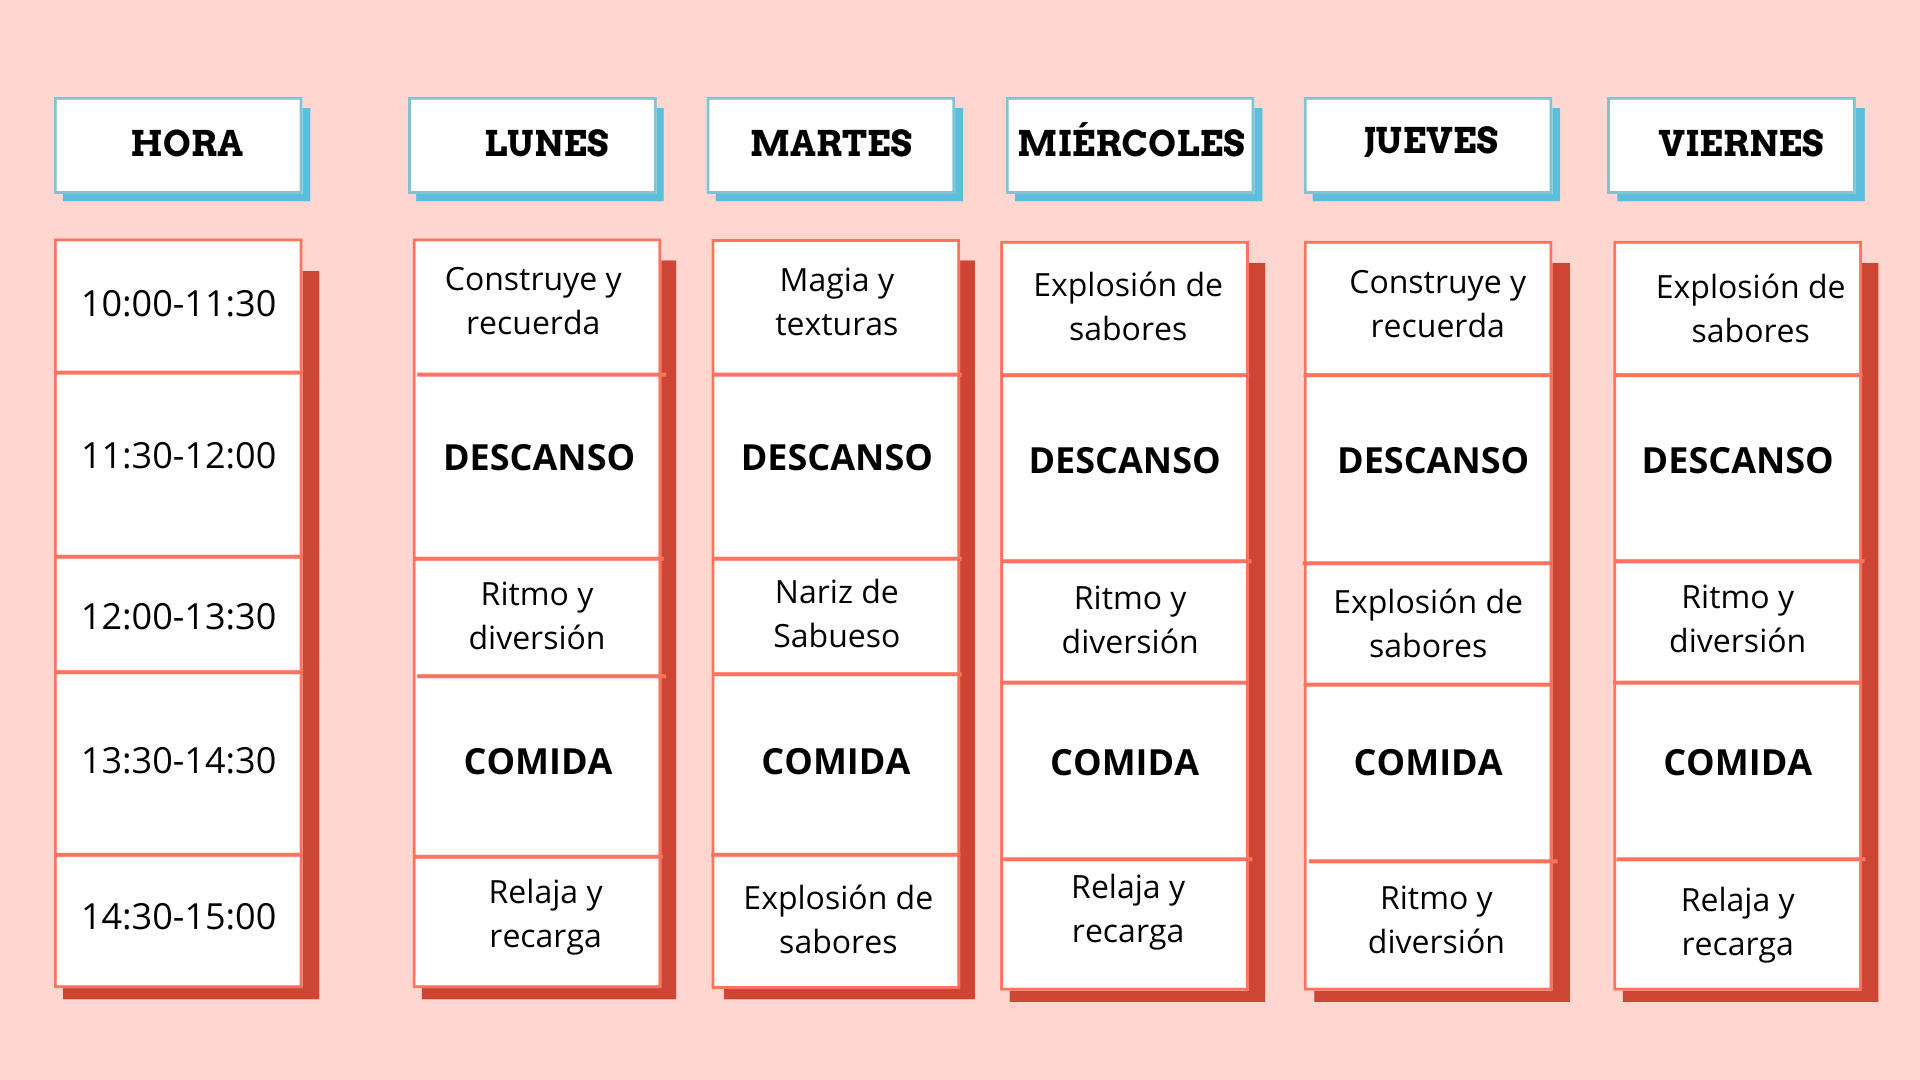 HORA
LUNES
MARTES
MIÉRCOLES
JUEVES
VIERNES
10:00-11:30
Construye y
recuerda
Magia y
texturas
Explosión de
sabores
Construye y
recuerda
Explosión de
sabores
11:30-12:00
DESCANSO
DESCANSO
DESCANSO
DESCANSO
DESCANSO
12:00-13:30
Ritmo y
diversión
Nariz de
Sabueso
Ritmo y
diversión
Explosión de
sabores
Ritmo y
diversión
13:30-14:30
COMIDA
COMIDA
COMIDA
COMIDA
COMIDA
14:30-15:00
Relaja y
recarga
Explosión de
sabores
Relaja y
recarga
Ritmo y
diversión
Relaja y
recarga